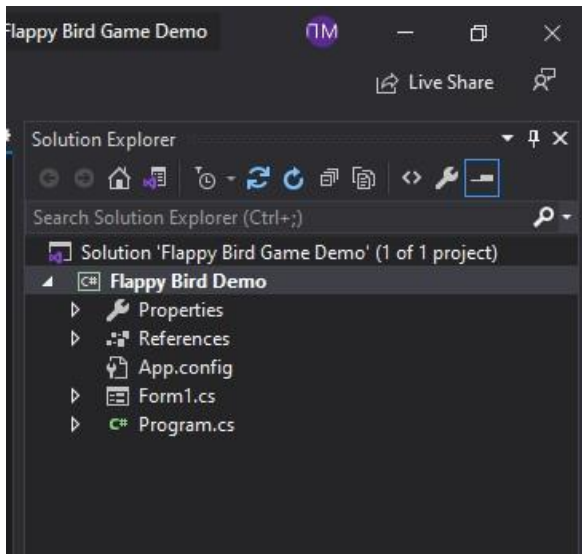 Flappy Bird Game Demo
ПМ
Live Share
Solution Explorer
Search Solution Explorer (Ctrl+;)
Solution 'Flappy Bird Game Demo' (1 of 1 project)
C# Flappy Bird Demo
Properties
References
App.config
Form1.cs
C# Program.cs